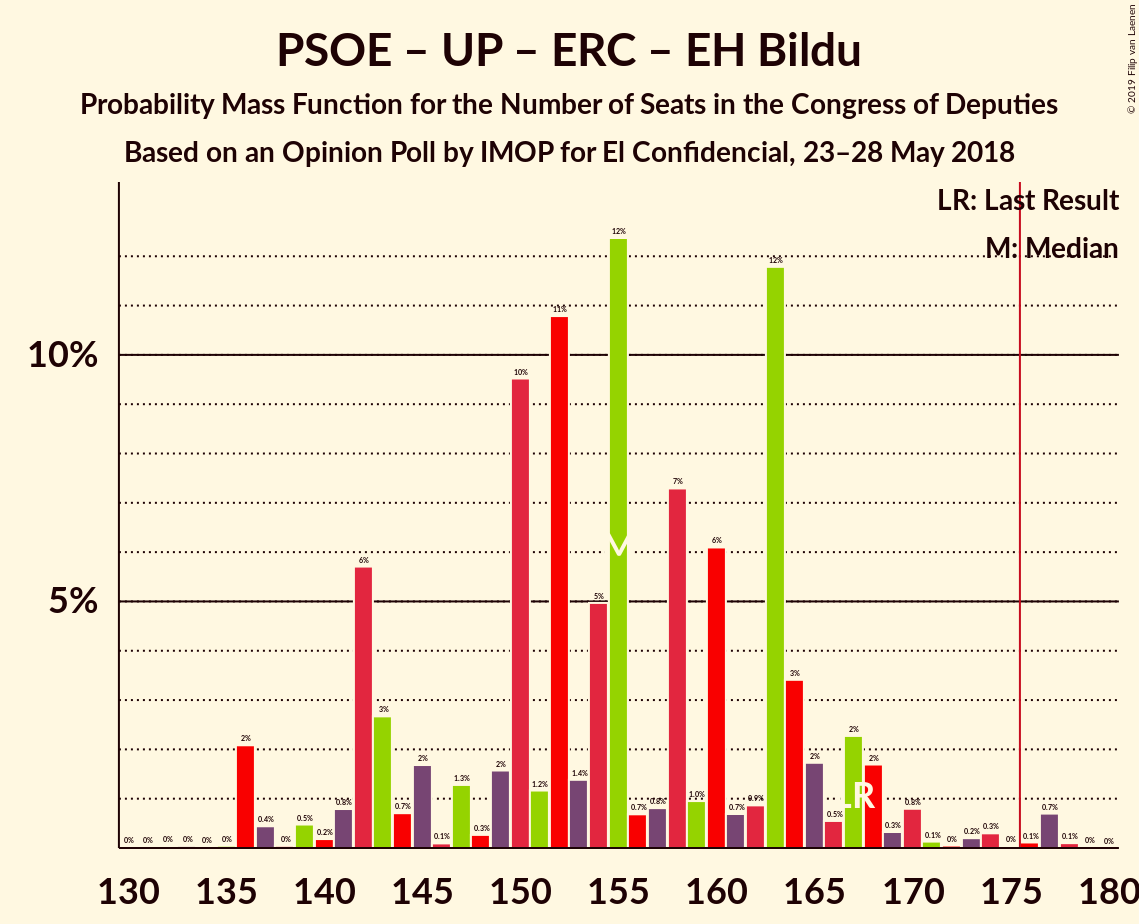 PSOE – UP – ERC – EH Bildu
Probability Mass Function for the Number of Seats in the Congress of Deputies
Based on an Opinion Poll by IMOP for El Confidencial, 23–28 May 2018
© 2019 Filip van Laenen
LR: Last Result
M: Median
10%
5%
0% 0% 0% 0% 0% 0% 2% 0.4% 0% 0.5% 0.2% 0.8% 6% 3% 0.7% 2% 0.1% 1.3% 0.3% 2% 10% 1.2% 11% 1.4% 5% 12% 0.7% 0.8% 7% 1.0% 6% 0.7% 0.9% 12% 3% 2% 0.5% 2% 2% 0.3% 0.8% 0.1% 0% 0.2% 0.3% 0% 0.1% 0.7% 0.1% 0% 0%
M
LR
130 135 140 145 150 155 160 165 170 175 180